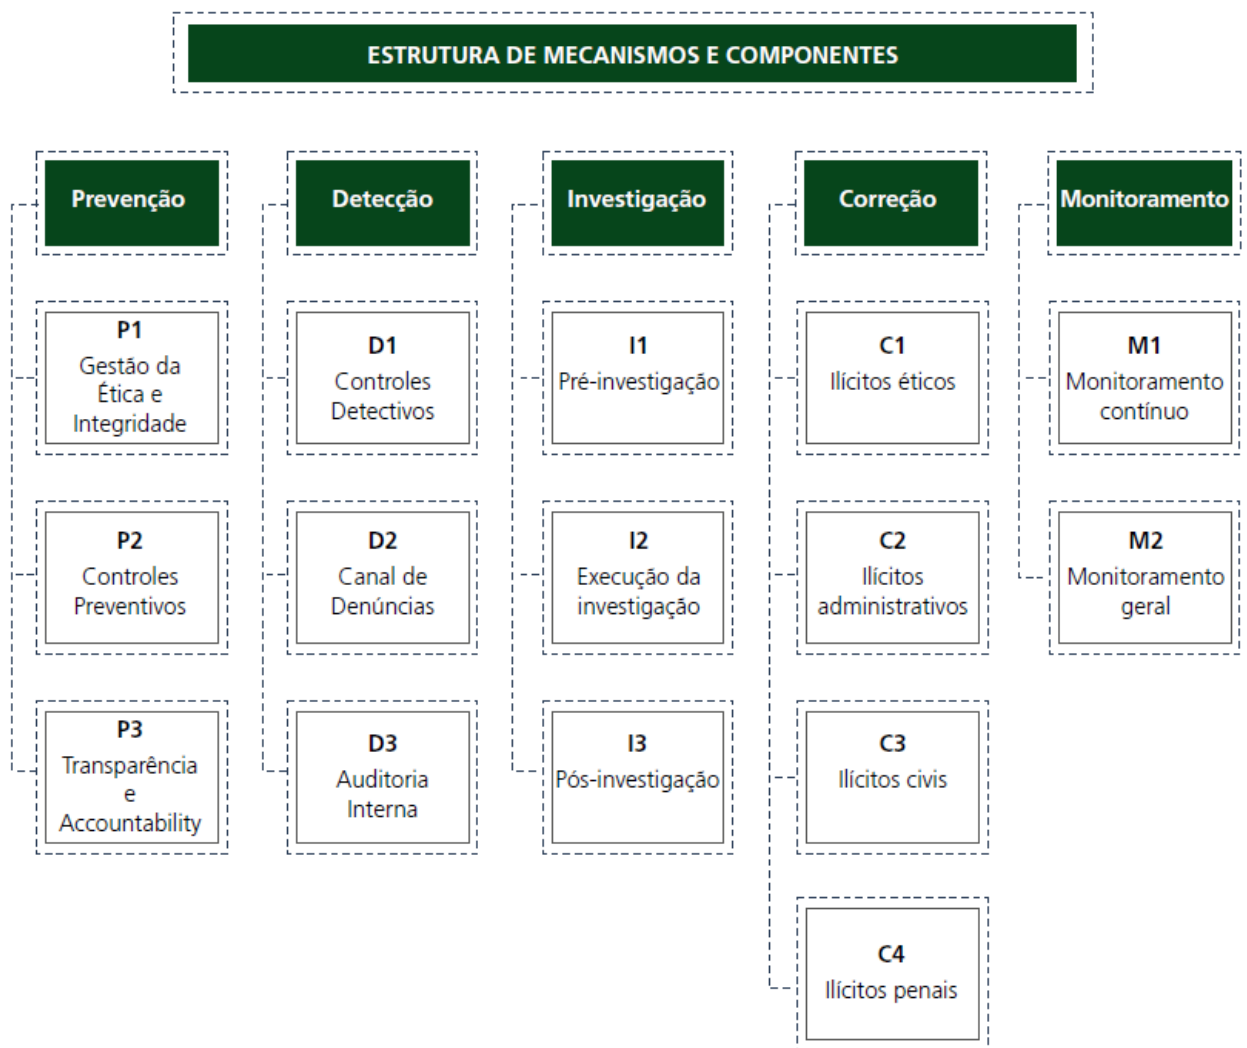 ESTRUTURA DE MECANISMOS E COMPONENTES
Prevenção
Detecção
Investigação
Correção
Monitoramento
P1
Gestão da
Ética e
Integridade
D1
Controles
Detectivos
I1
Pré-investigação
C1
Ilícitos éticos
M1
Monitoramento
contínuo
P2
Controles
Preventivos
D2
Canal de
Denúncias
I2
Execução da
investigação
C2
Ilícitos
administrativos
M2
Monitoramento
geral
P3
Transparência
e
Accountability
D3
Auditoria
Interna
I3
Pós-investigação
C3
Ilícitos civis
C4
Ilícitos penais